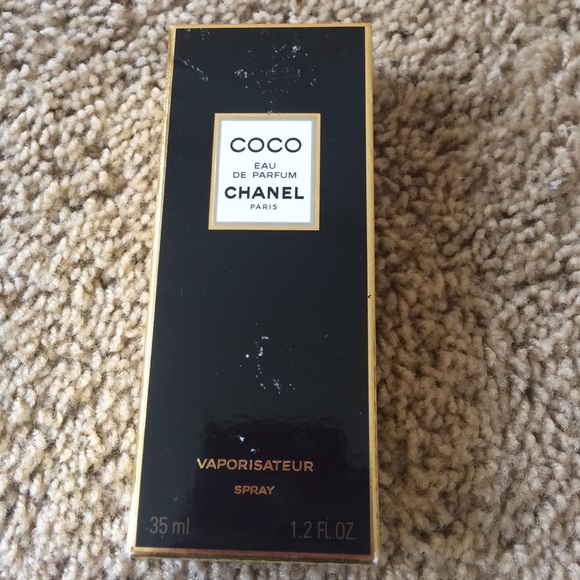 COCO
EAU
DE PARFUM
CHANEL
PARIS
VAPORISATEUR
SPRAY
35 ml 1.2 FL.OZ.